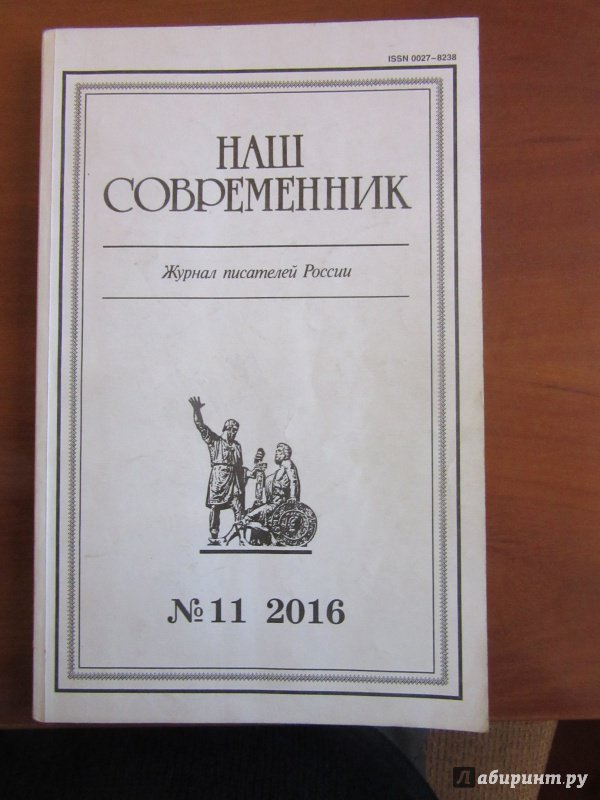 ISSN 0027-8238
НАШ
СОВРЕМЕННИК
Журнал писателей России
№ 11 2016
лабиринт.ру